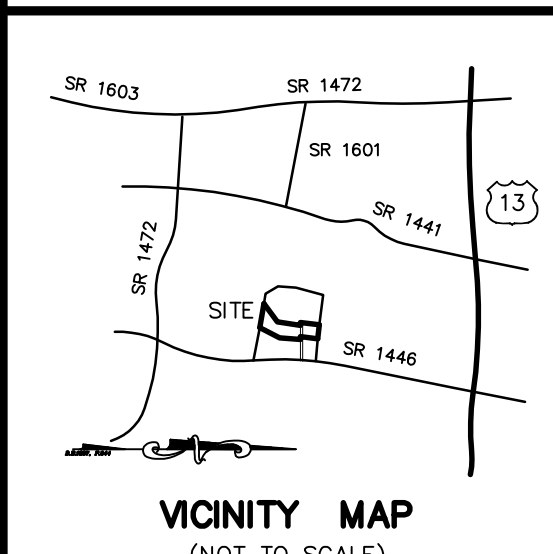 SR 1603
SR 1472
SR 1601
13
SR 1441
SR 1472
SITE
SR 1446
N
VICINITY MAP
(NOT TO SCALE)